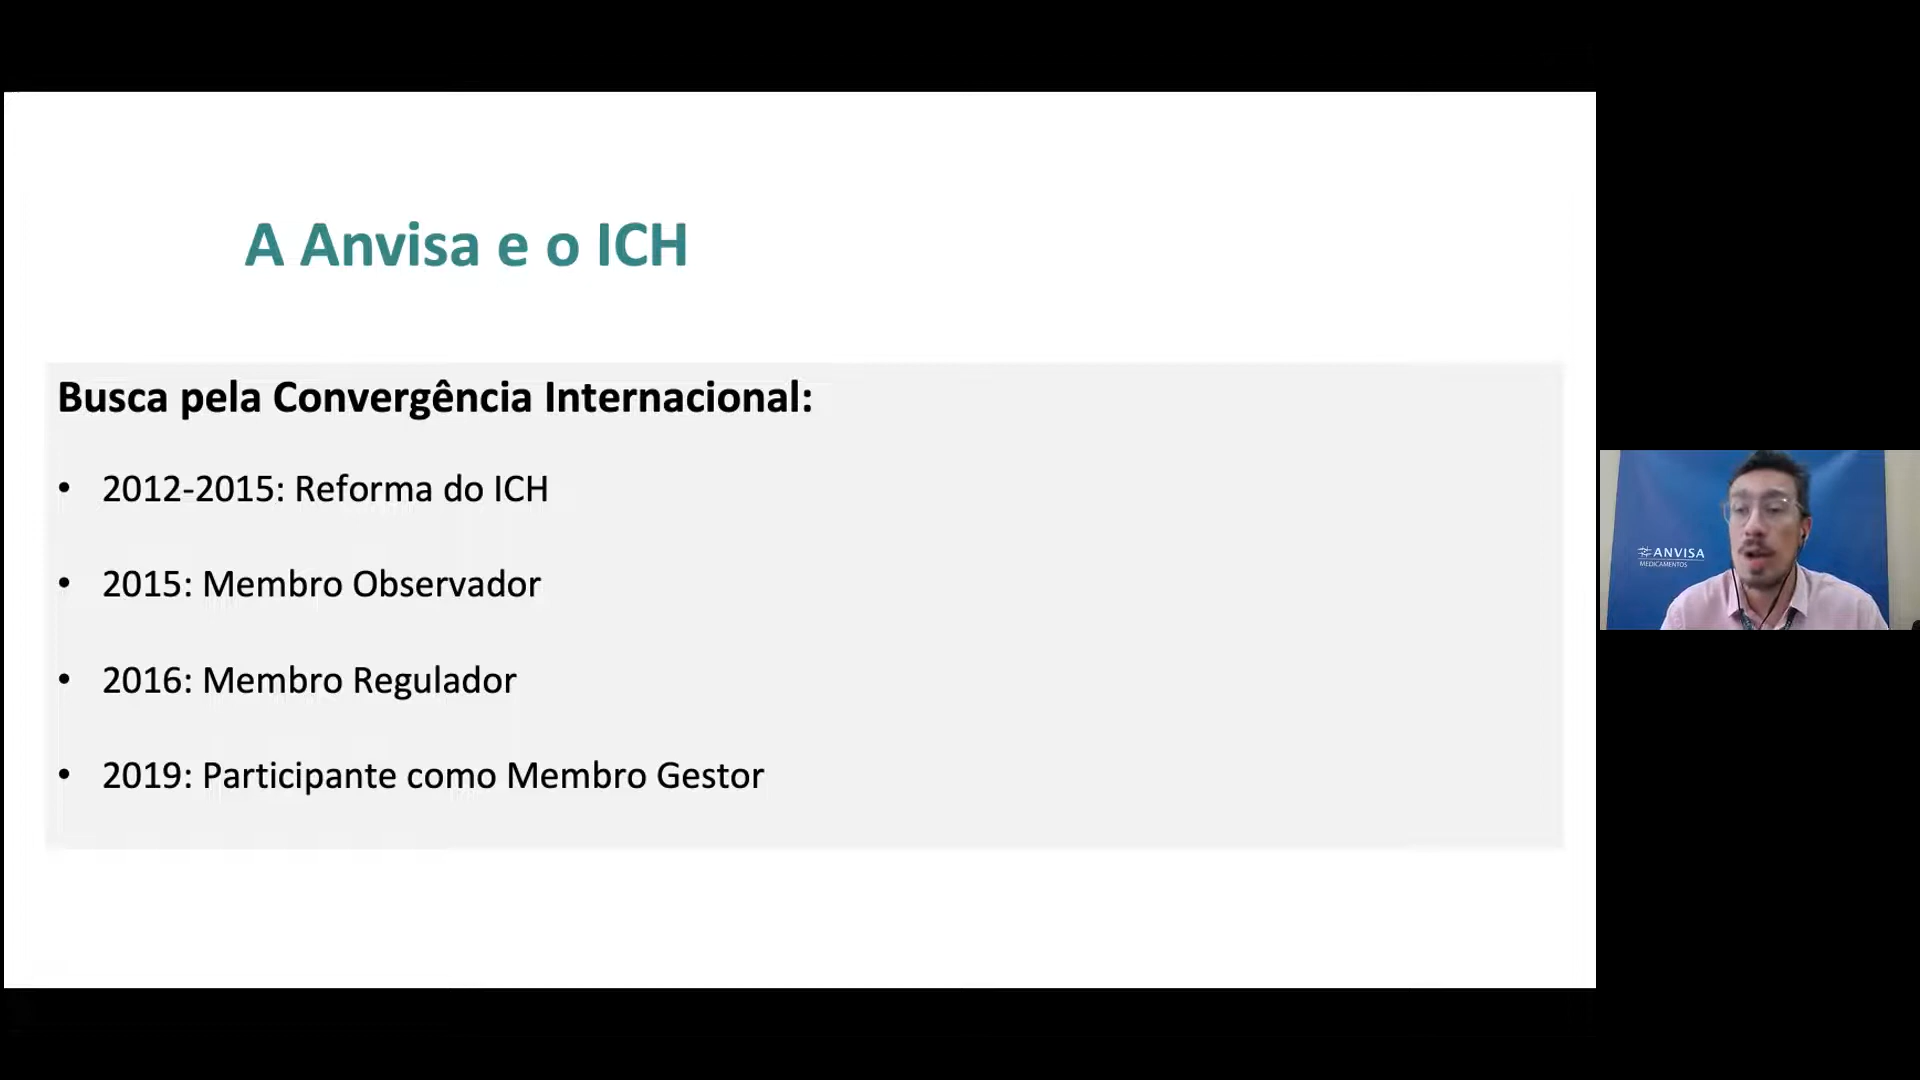 A Anvisa e o ICH
Busca pela Convergência Internacional:
• 2012-2015: Reforma do ICH
• 2015: Membro Observador
• 2016: Membro Regulador
• 2019: Participante como Membro Gestor
ANVISA
MEDICAMENTOS